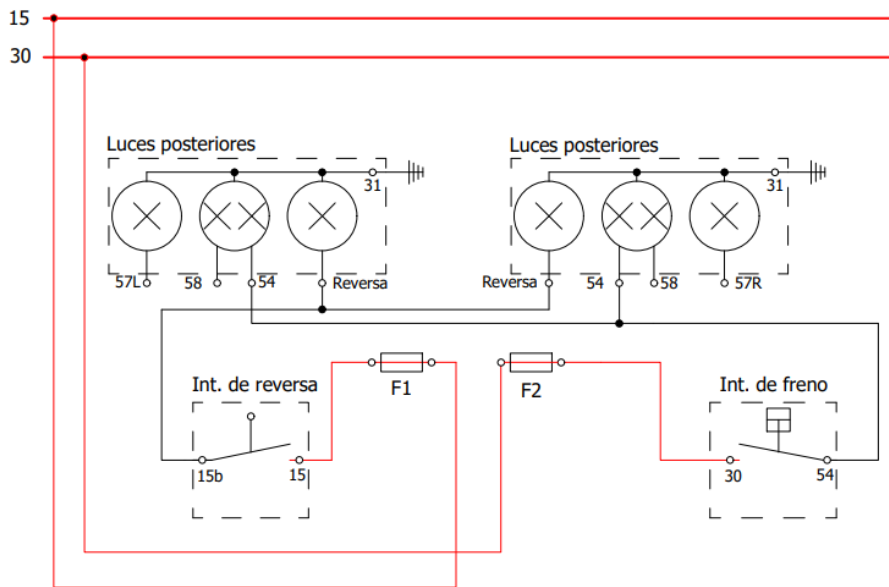 15
30
Luces posteriores
Luces posteriores
31
31
57L
58
54
Reversa
Reversa
54
58
57R
Int. de reversa
F1
F2
Int. de freno
15b
15
30
54